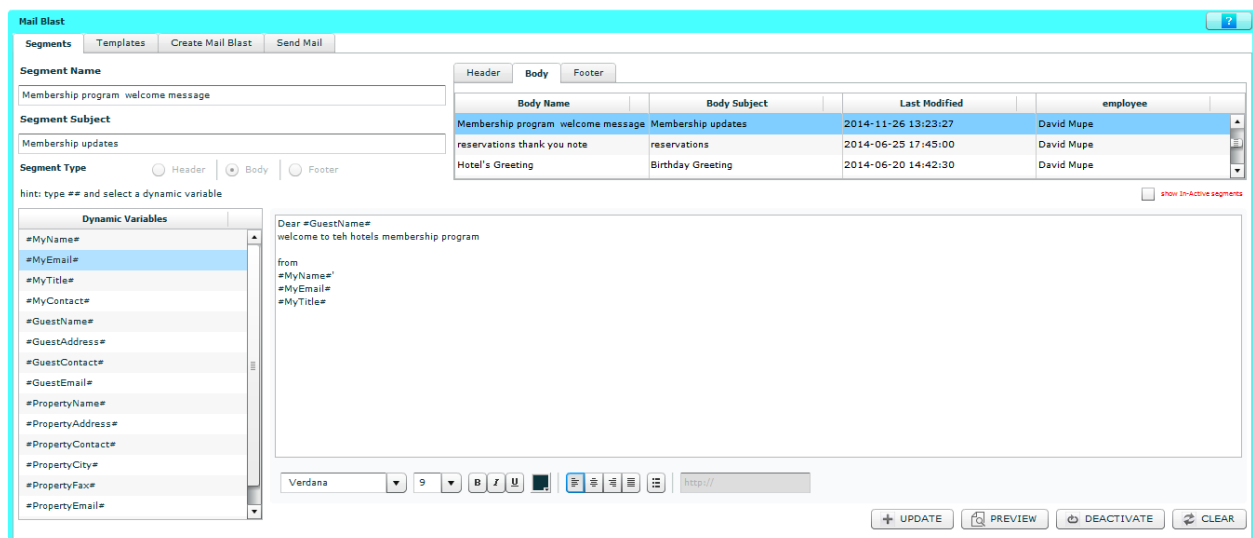 Mail Blast
?
Segments Templates Create Mail Blast Send Mail
Segment Name
Membership program  welcome message
Segment Subject
Membership updates
Segment Type Header Body Footer
hint: type ## and select a dynamic variable
Header Body Footer
Body Name Body Subject Last Modified employee
Membership program  welcome message Membership updates 2014-11-26 13:23:27 David Mupe
reservations thank you note reservations 2014-06-25 17:45:00 David Mupe
Hotel's Greeting Birthday Greeting 2014-06-20 14:42:30 David Mupe
show In-Active segments
Dynamic Variables
#MyName#
#MyEmail#
#MyTitle#
#MyContact#
#GuestName#
#GuestAddress#
#GuestContact#
#GuestEmail#
#PropertyName#
#PropertyAddress#
#PropertyContact#
#PropertyCity#
#PropertyFax#
#PropertyEmail#
Dear #GuestName#
welcome to teh hotels membership program
from
#MyName#'
#MyEmail#
#MyTitle#
Verdana 9 B I U http://
UPDATE PREVIEW DEACTIVATE CLEAR